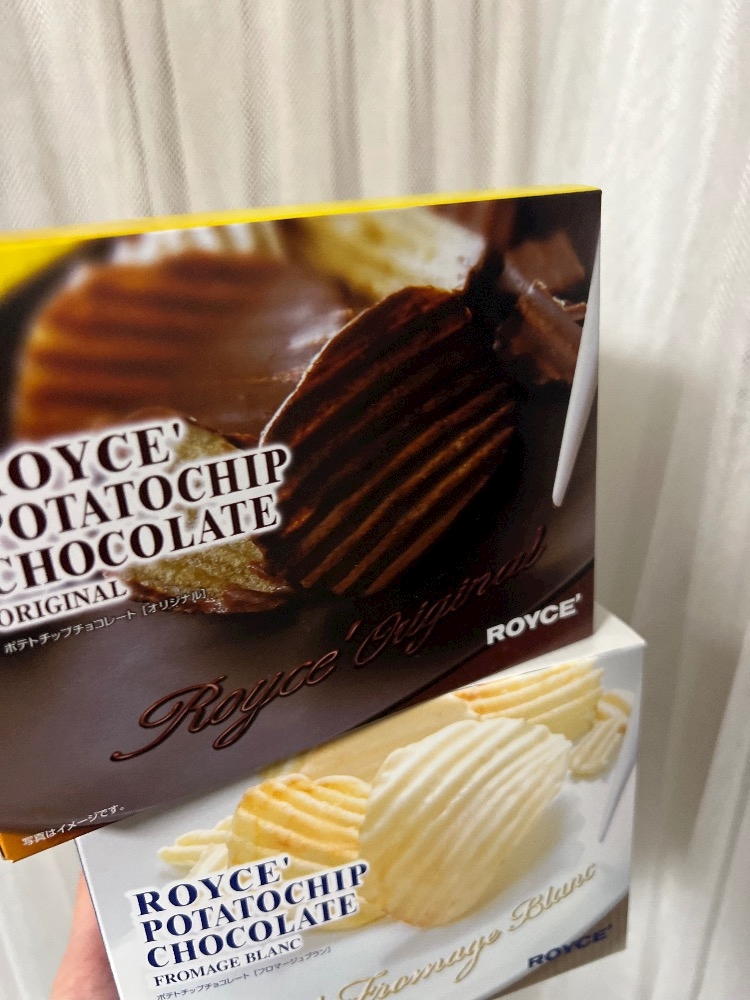 ROYCE'
POTATOCHIP
CHOCOLATE
ORIGINAL
ポテトチップチョコレート [オリジナル]
Royce' Original
ROYCE'
写真はイメージです。
ROYCE'
POTATOCHIP
CHOCOLATE
FROMAGE BLANC
ポテトチップチョコレート [フロマージュブラン]
Fromage Blanc
ROYCE'